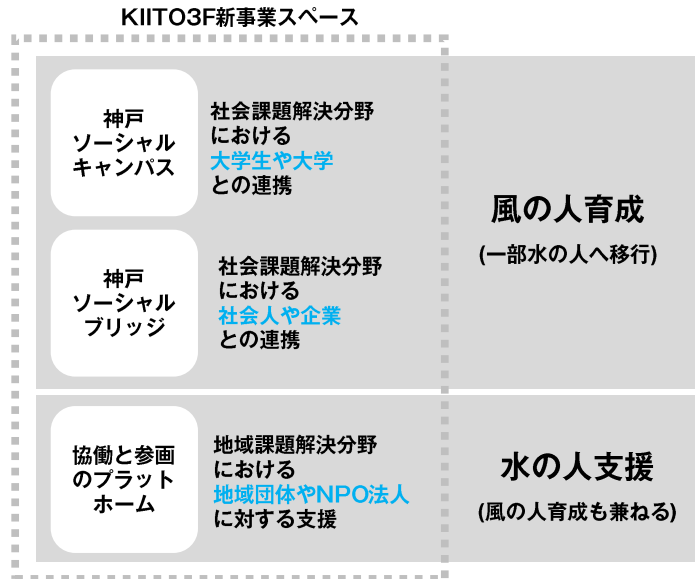 KIITO3F新事業スペース
神戸
ソーシャル
キャンパス
社会課題解決分野
における
大学生や大学
との連携
風の人育成
(一部水の人へ移行)
神戸
ソーシャル
ブリッジ
社会課題解決分野
における
社会人や企業
との連携
協働と参画
のプラット
ホーム
地域課題解決分野
における
地域団体やNPO法人
に対する支援
水の人支援
(風の人育成も兼ねる)